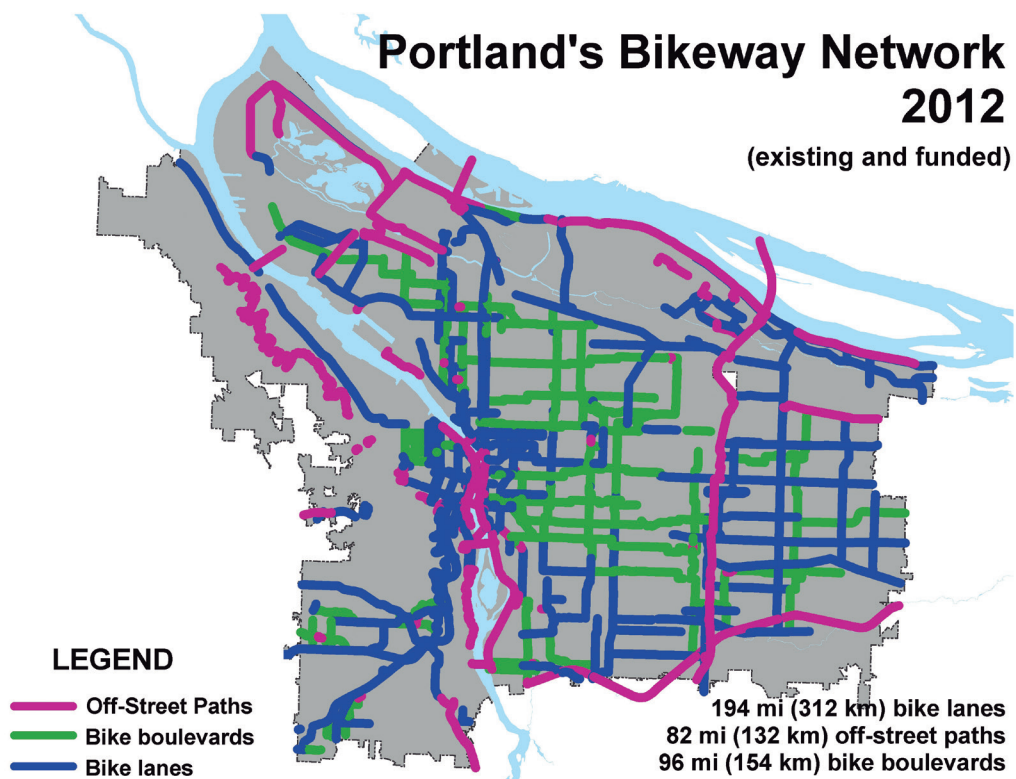 Portland's Bikeway Network
2012
(existing and funded)
LEGEND
Off-Street Paths
Bike boulevards
Bike lanes
194 mi (312 km) bike lanes
82 mi (132 km) off-street paths
96 mi (154 km) bike boulevards